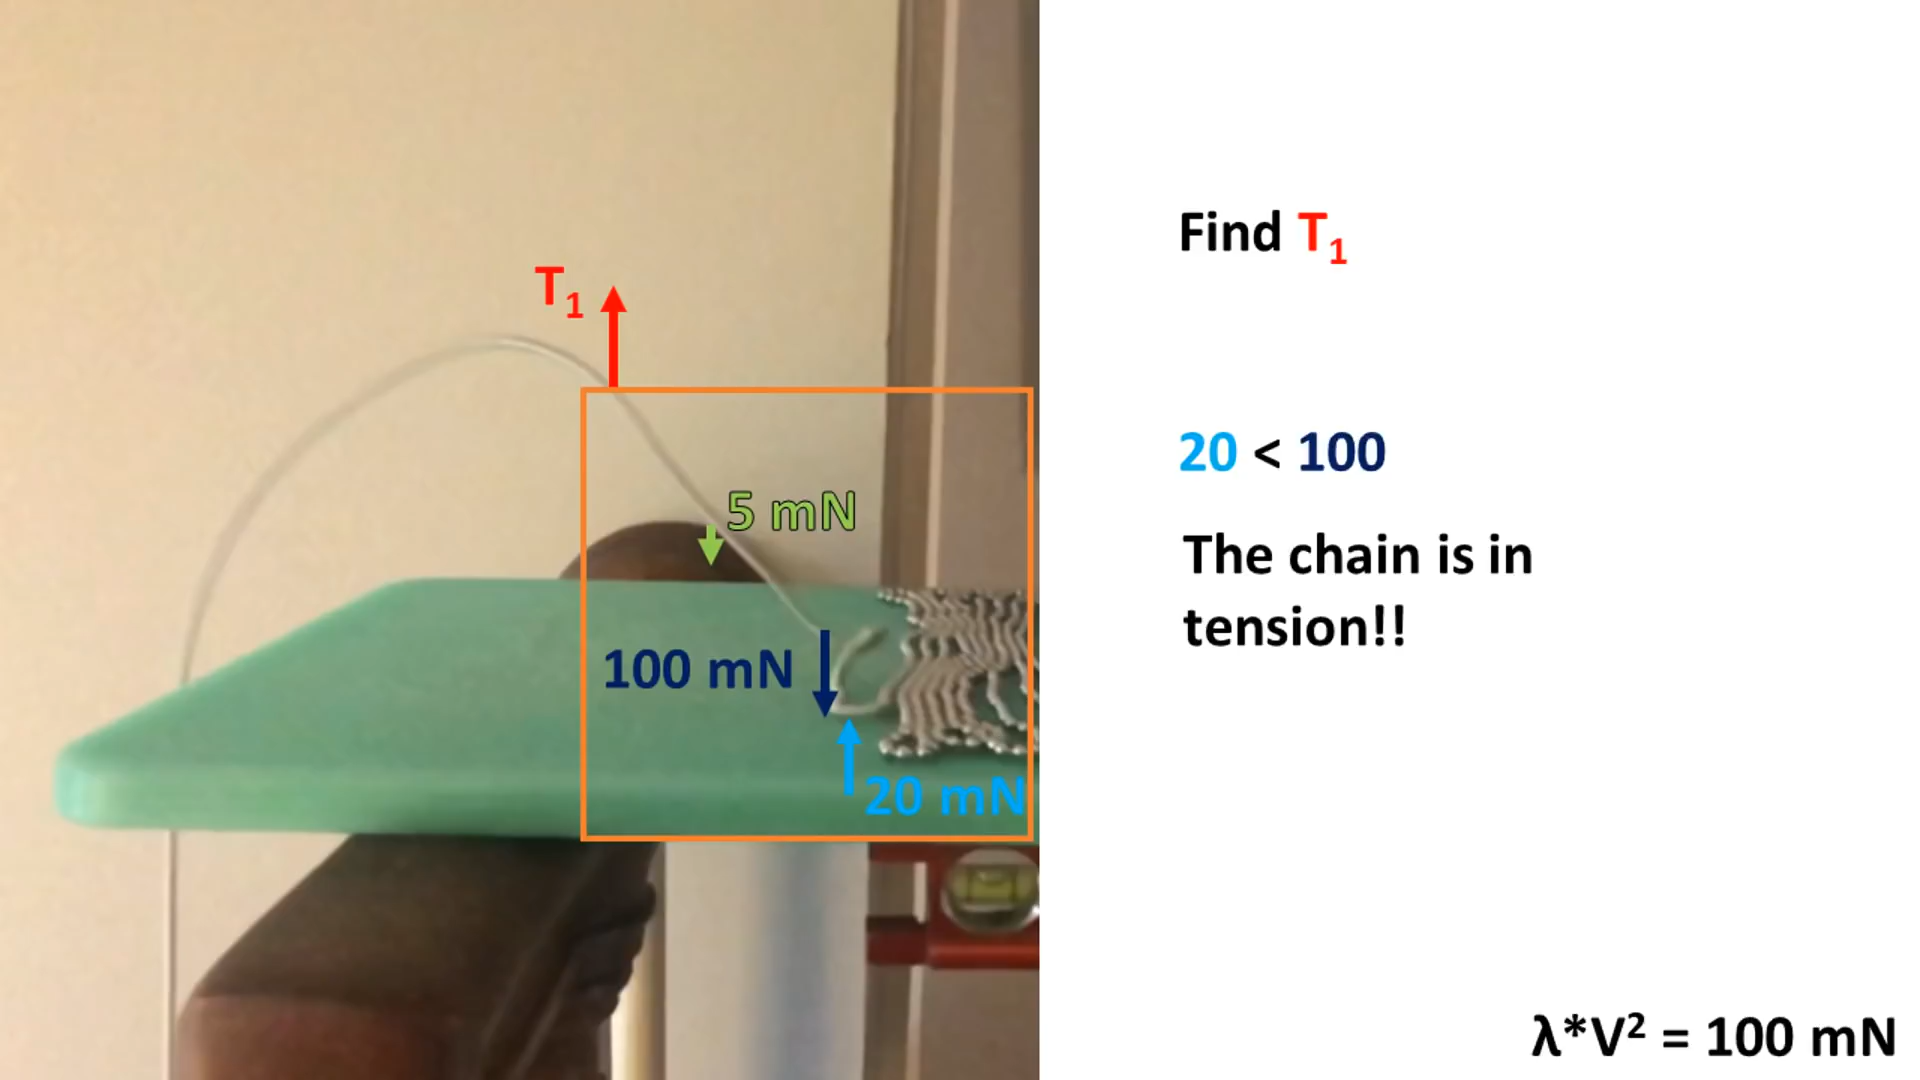 Find T₁
T₁
5 mN
20 < 100
The chain is in
tension!!
100 mN
20 mN
λ*V² = 100 mN